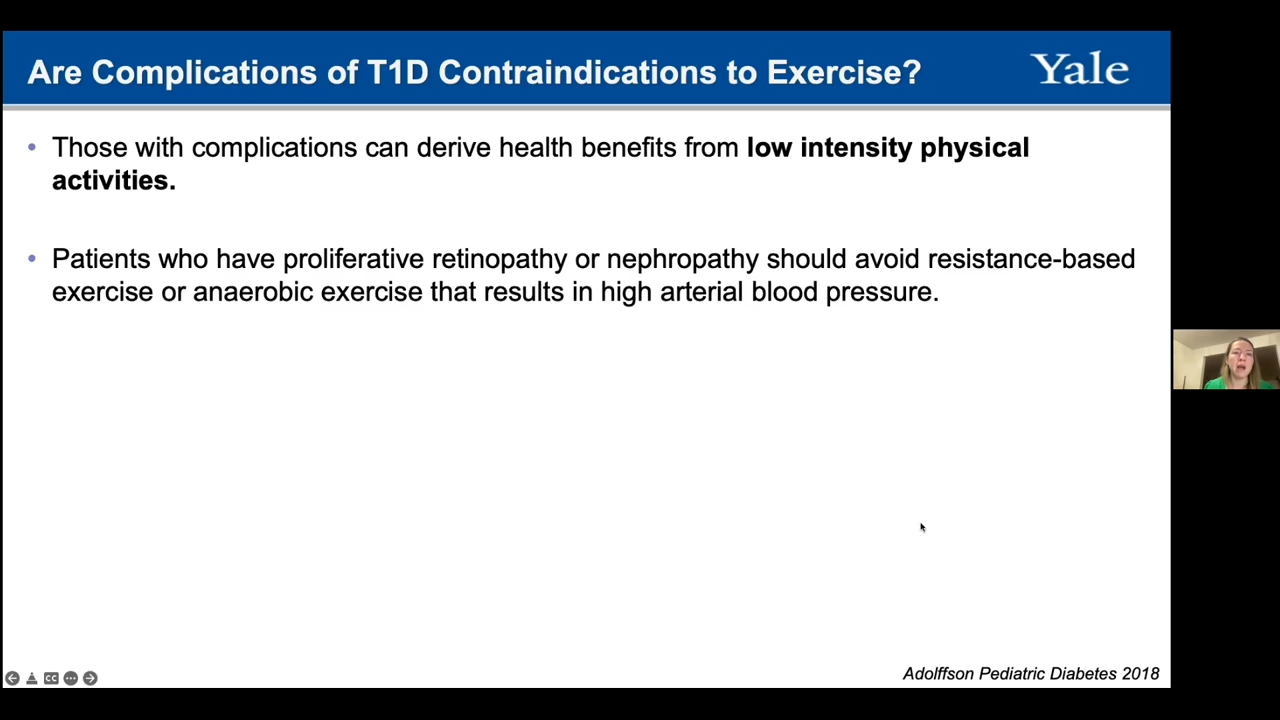 Are Complications of T1D Contraindications to Exercise?
Yale
• Those with complications can derive health benefits from low intensity physical
activities.
• Patients who have proliferative retinopathy or nephropathy should avoid resistance-based
exercise or anaerobic exercise that results in high arterial blood pressure.
CC
Adolffson Pediatric Diabetes 2018